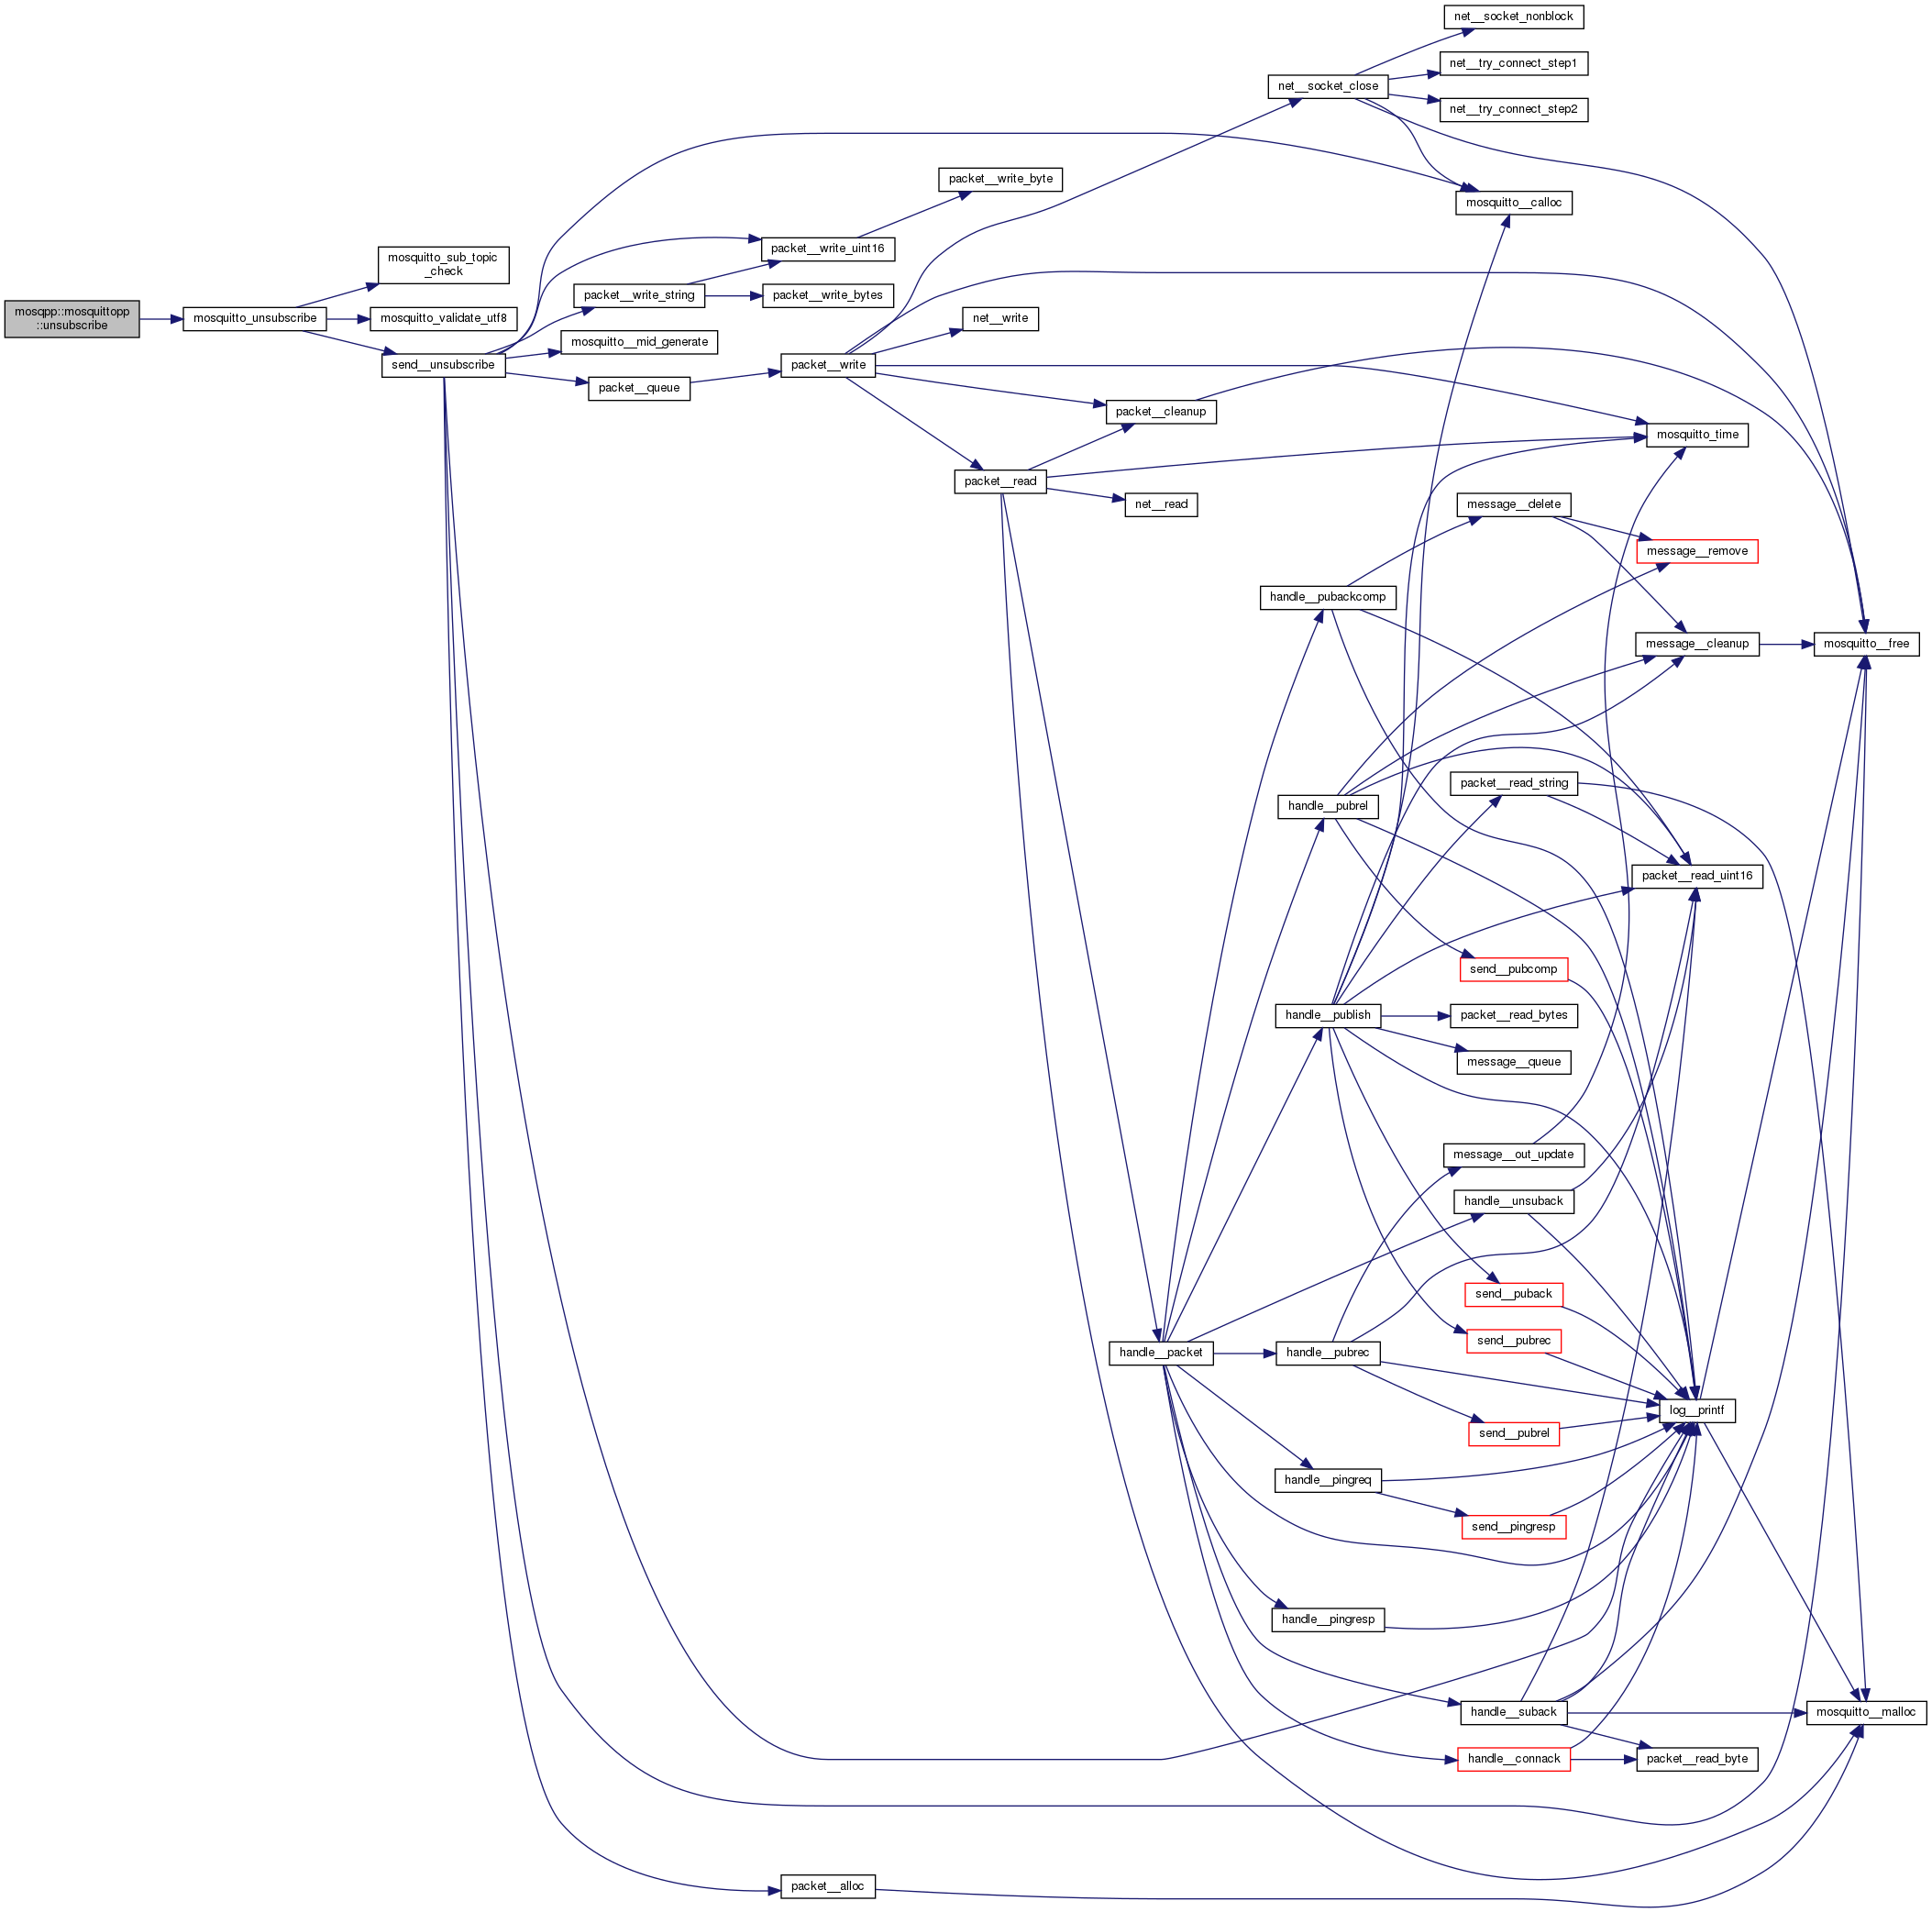 net__socket_nonblock
net__try_connect_step1
net__socket_close
net__try_connect_step2
packet__write_byte
mosquitto__calloc
mosquitto_sub_topic
_check
packet__write_uint16
packet__write_string
packet__write_bytes
mosqpp::mosquittopp
::unsubscribe
mosquitto_unsubscribe
mosquitto_validate_utf8
net__write
mosquitto__mid_generate
send__unsubscribe
packet__write
packet__queue
packet__cleanup
mosquitto_time
packet__read
net__read
message__delete
message__remove
handle__pubackcomp
message__cleanup
mosquitto__free
packet__read_string
handle__pubrel
packet__read_uint16
send__pubcomp
handle__publish
packet__read_bytes
message__queue
message__out_update
handle__unsuback
send__puback
send__pubrec
handle__packet
handle__pubrec
log__printf
send__pubrel
handle__pingreq
send__pingresp
handle__pingresp
handle__suback
mosquitto__malloc
handle__connack
packet__read_byte
packet__alloc